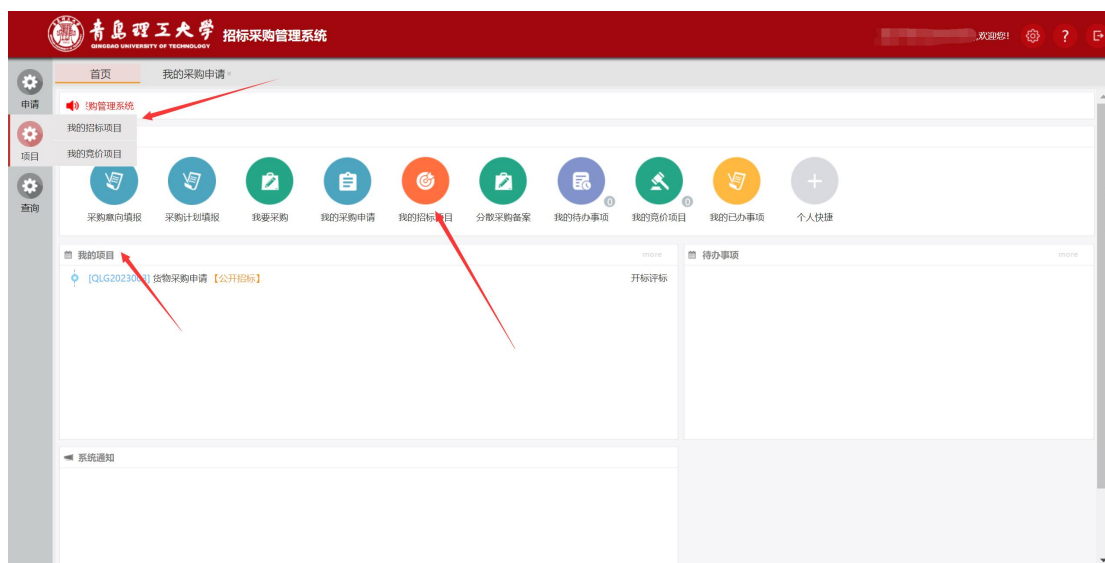 青岛理工大学 招标采购管理系统
QINGDAO UNIVERSITY OF TECHNOLOGY
,欢迎您!!
?
首页 我的采购申请×
申请
购管理系统
项目
我的招标项目
我的竞价项目
查询
采购意向填报 采购计划填报 我要采购 我的采购申请 我的招标项目 分散采购备案 我的待办事项 0 我的竞价项目 0 我的已办事项 个人快捷
我的项目 more
[QLG2023003] 货物采购申请 【公开招标】 开标评标
待办事项 more
系统通知